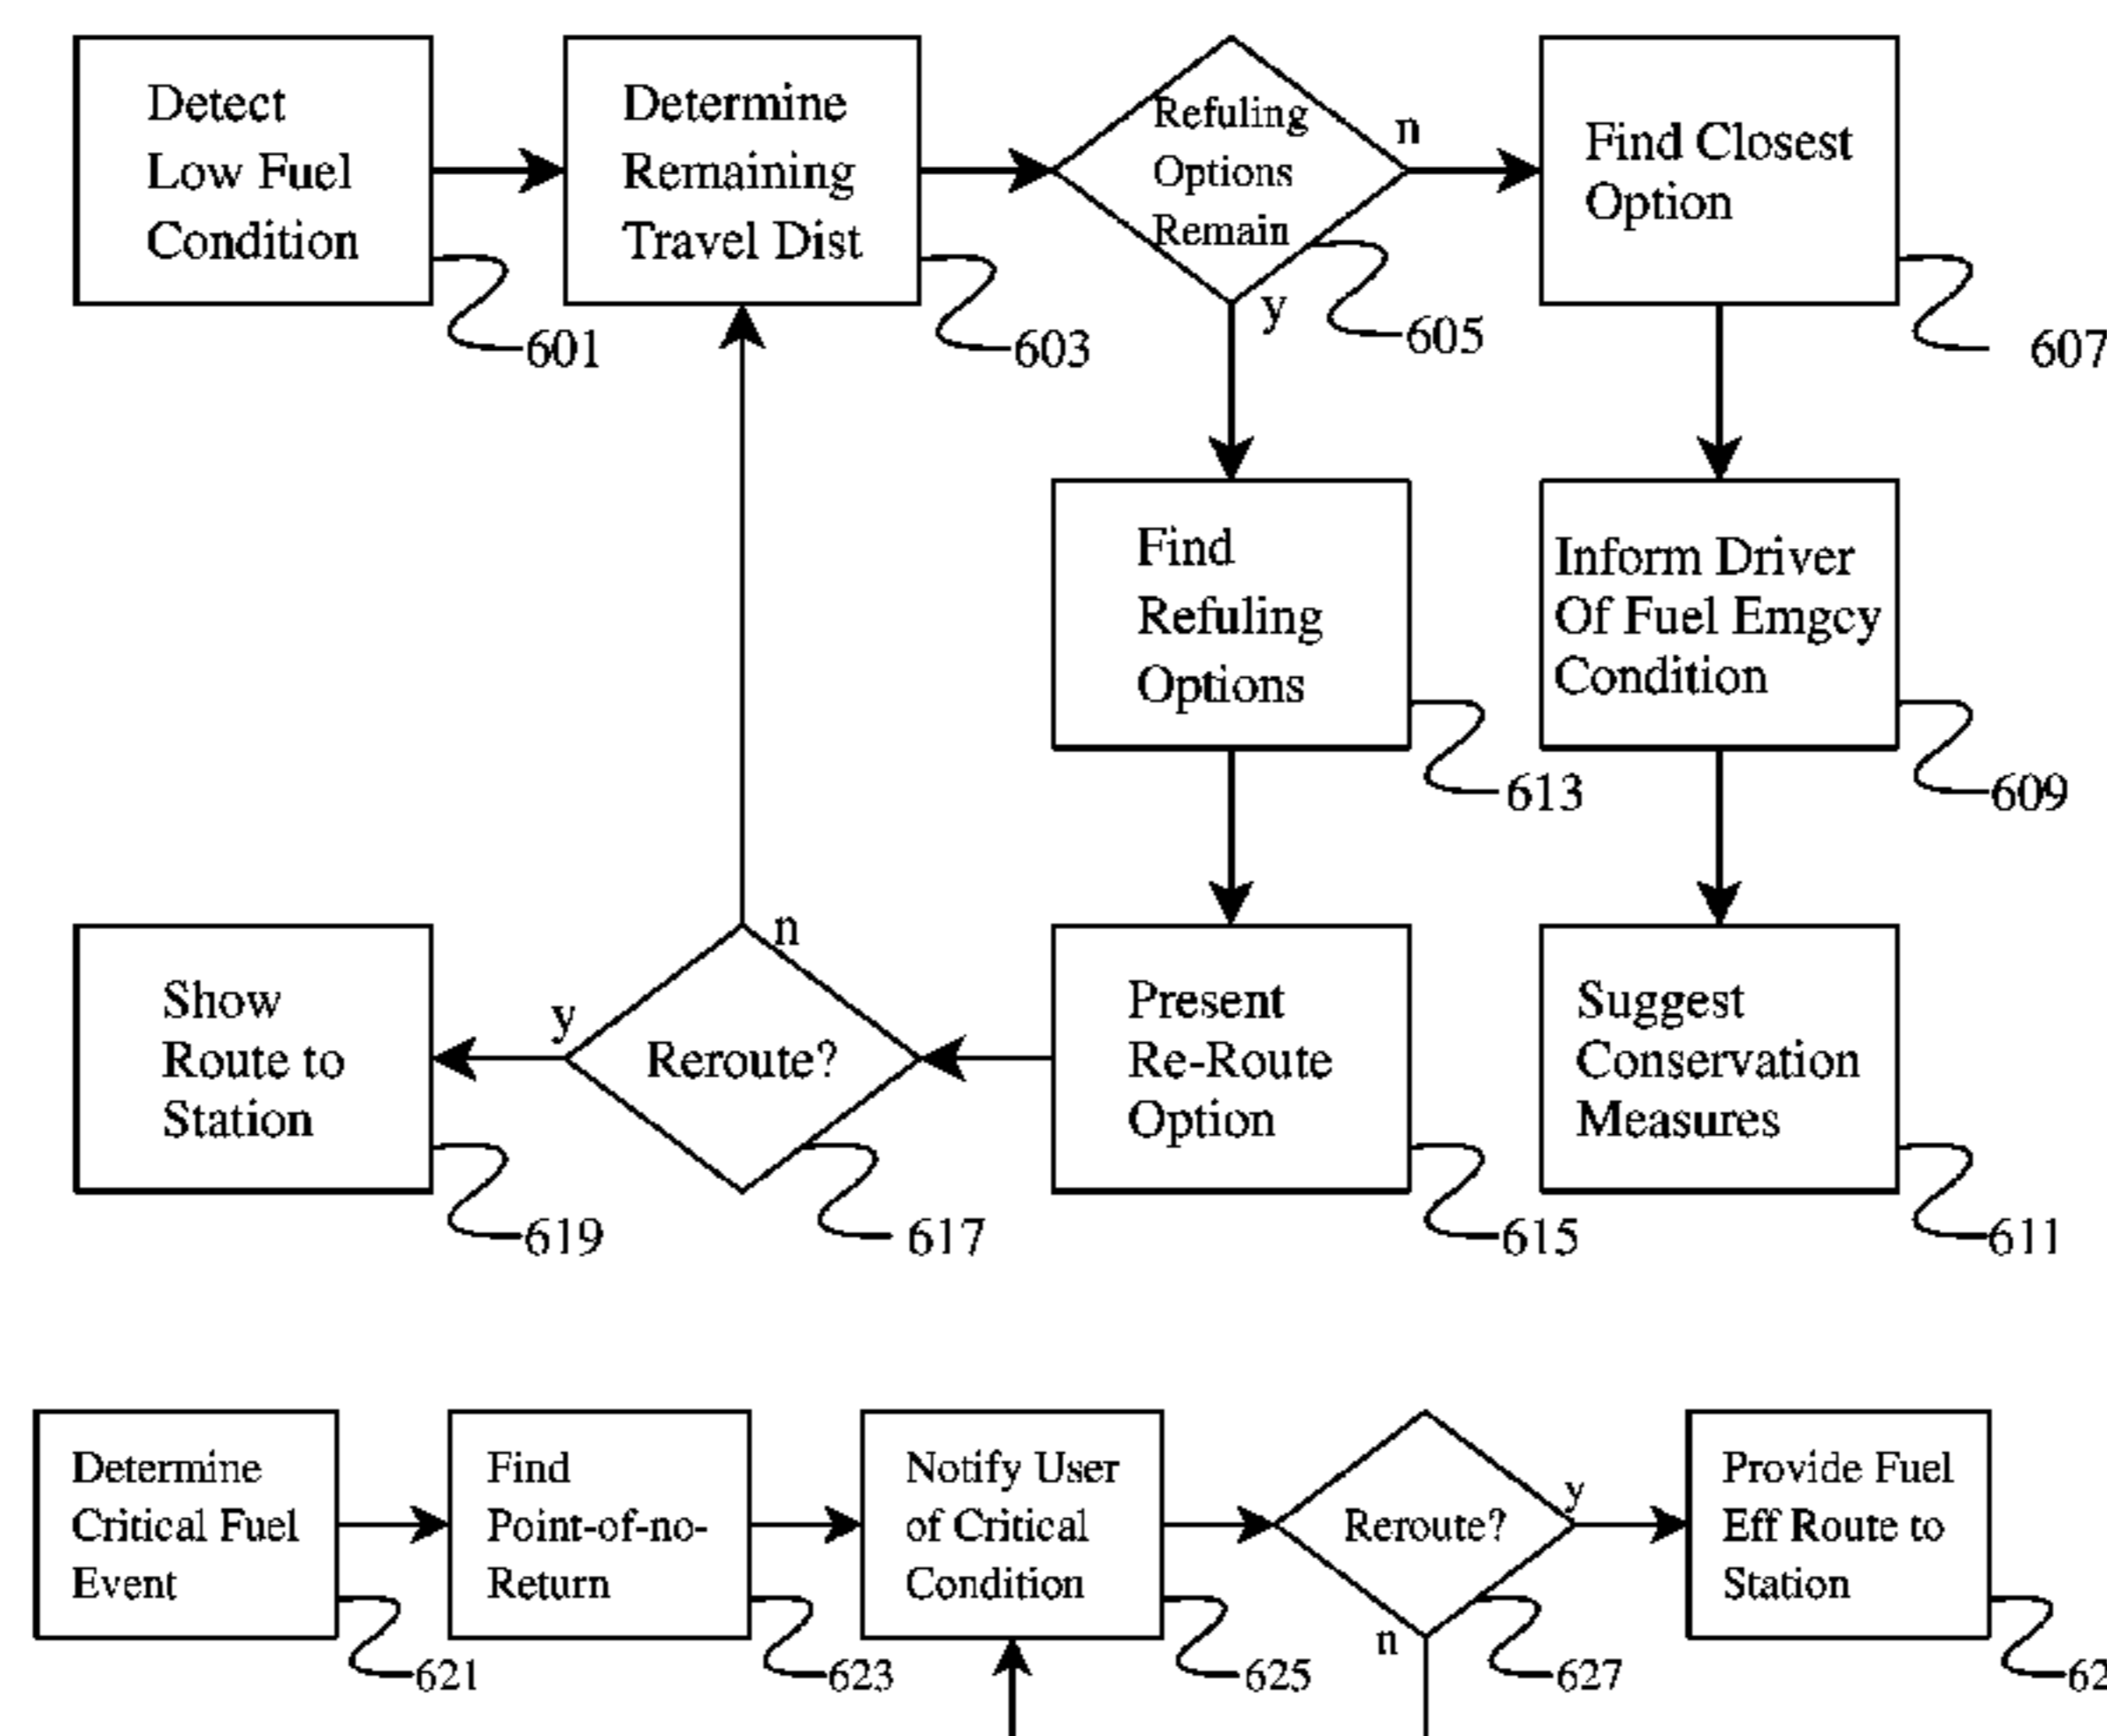 Detect
Low Fuel
Condition
601
Determine
Remaining
Travel Dist
603
Refuling
Options
Remain
n
y
605
Find Closest
Option
607
Find
Refuling
Options
613
Inform Driver
Of Fuel Emgcy
Condition
609
Show
Route to
Station
619
y
n
Reroute?
617
Present
Re-Route
Option
615
Suggest
Conservation
Measures
611
Determine
Critical Fuel
Event
621
Find
Point-of-no-
Return
623
Notify User
of Critical
Condition
625
Reroute?
y
n
627
Provide Fuel
Eff Route to
Station